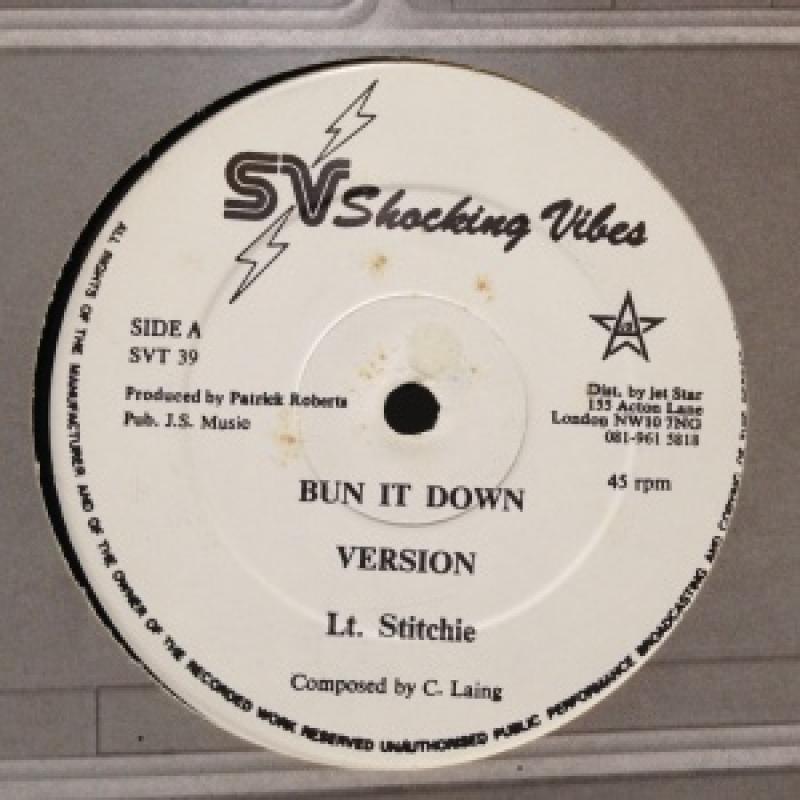 SV Shocking Vibes
SIDE A
SVT 39
Produced by Patrick Roberts
Pub. J.S. Music
Dist. by Jet Star
155 Acton Lane
London NW10 7NG
081-961 5818
45 rpm
BUN IT DOWN
VERSION
Lt. Stitchie
Composed by C. Laing
ALL RIGHTS OF THE MANUFACTURER AND OF THE OWNER OF THE RECORDED WORK RESERVED UNAUTHORISED PUBLIC PERFORMANCE BROADCASTING AND COPYING OF THIS